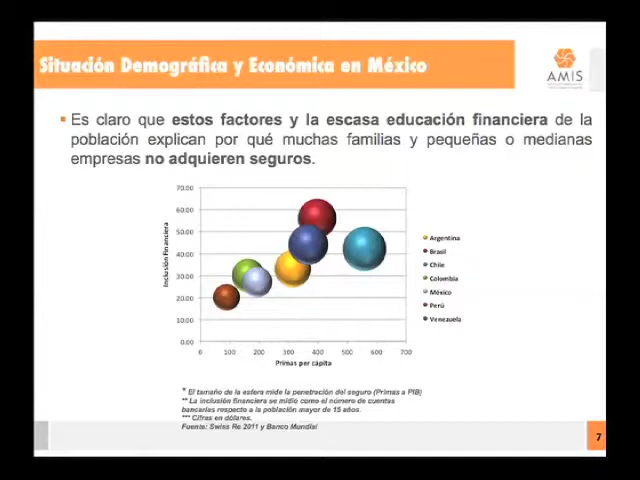 Situación Demográfica y Económica en México
AMIS
Es claro que estos factores y la escasa educación financiera de la
población explican por qué muchas familias y pequeñas o medianas
empresas no adquieren seguros.
70.00
60.00
50.00
40.00
30.00
20.00
10.00
0.00
Inclusión Financiera
0 100 200 300 400 500 600 700
Primas per cápita
Argentina
Brasil
Chile
Colombia
México
Perú
Venezuela
* El tamaño de la esfera mide la penetración del seguro (Primas a PIB)
** La inclusión financiera se midio como el número de cuentas
bancarias respecto a la población mayor de 15 años.
*** Cifras en dólares.
Fuente: Swiss Re 2011 y Banco Mundial
7